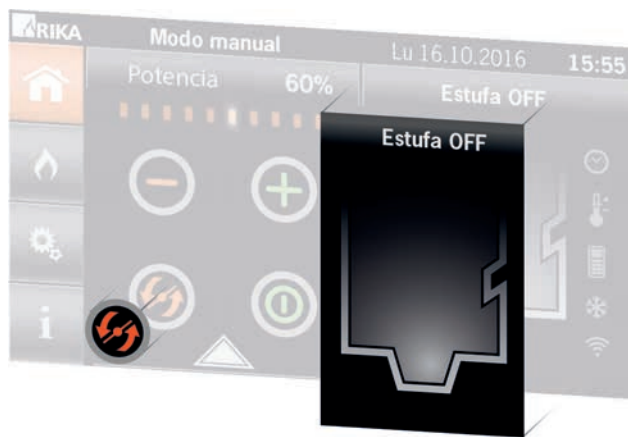 RIKA
Modo manual
Lu 16.10.2016
15:55
Potencia
60%
Estufa OFF
Estufa OFF
i